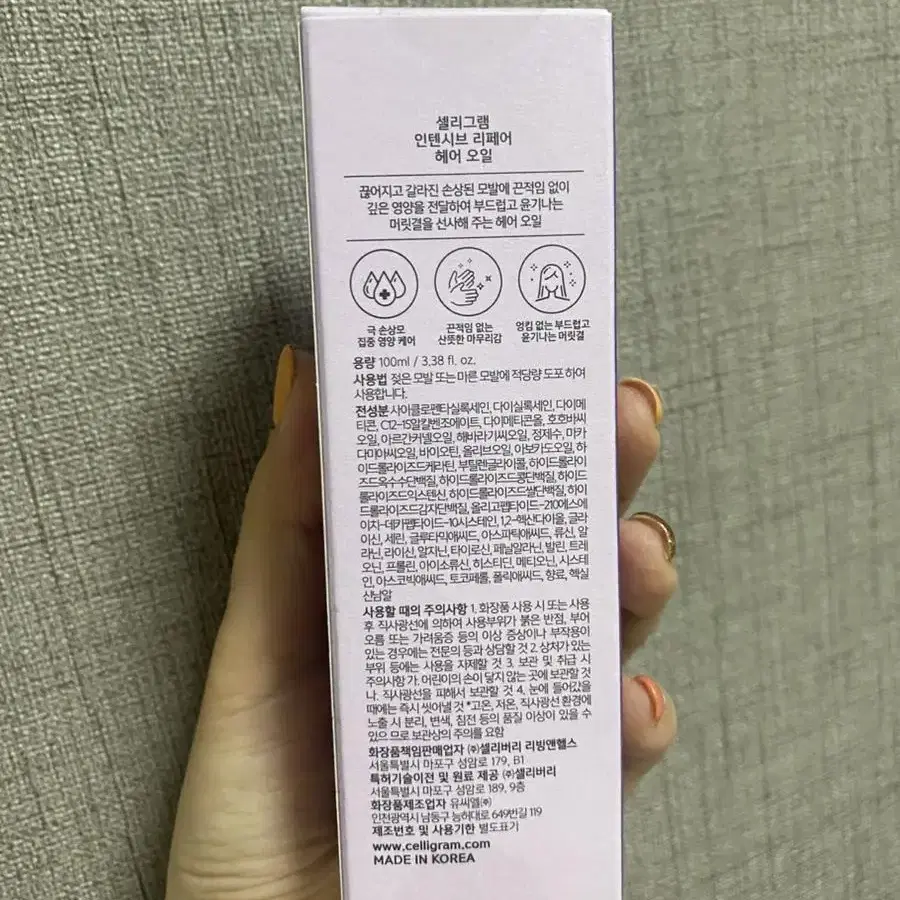 셀리그램
인텐시브 리페어
헤어 오일
끊어지고 갈라진 손상된 모발에 끈적임 없이
깊은 영양을 전달하여 부드럽고 윤기나는
머릿결을 선사해 주는 헤어 오일
극 손상모
집중 영양 케어
끈적임 없는
산뜻한 마무리감
엉킴 없는 부드럽고
윤기나는 머릿결
용량 100ml / 3.38 fl. oz.
사용법 젖은 모발 또는 마른 모발에 적당량 도포 하여
사용합니다.
전성분 사이클로펜타실록세인, 다이실록세인, 다이메
티콘, C12-15알킬벤조에이트, 다이메티콘올, 호호바씨
오일, 아르간커넬오일, 해바라기씨오일, 정제수, 마카
다미아씨오일, 바이오틴, 올리브오일, 아보카도오일, 하
이드롤라이즈드케라틴, 부틸렌글라이콜, 하이드롤라이
즈드옥수수단백질, 하이드롤라이즈드콩단백질, 하이드
롤라이즈드익스텐신, 하이드롤라이즈드쌀단백질, 하이
드롤라이즈드감자단백질, 올리고펩타이드-210에스에
이치-데카펩타이드-10시스테인, 1,2-헥산다이올, 글라
이신, 세린, 글루타믹애씨드, 아스파틱애씨드, 류신, 알
라닌, 라이신, 알지닌, 타이로신, 페닐알라닌, 발린, 트레
오닌, 프롤린, 아이소류신, 히스티딘, 메티오닌, 시스테
인, 아스코빅애씨드, 토코페롤, 폴릭애씨드, 향료, 헥실
신남알
사용할 때의 주의사항 1. 화장품 사용 시 또는 사용
후 직사광선에 의하여 사용부위가 붉은 반점, 부어
오름 또는 가려움증 등의 이상 증상이나 부작용이
있는 경우에는 전문의 등과 상담할 것 2. 상처가 있는
부위 등에는 사용을 자제할 것 3. 보관 및 취급 시
주의사항 가. 어린이의 손이 닿지 않는 곳에 보관할 것
나. 직사광선을 피해서 보관할 것 4. 눈에 들어갔을
때에는 즉시 씻어낼 것 *고온, 저온, 직사광선 환경에
노출 시 분리, 변색, 침전 등의 품질 이상이 있을 수
있으 므로 보관상의 주의를 요함
화장품책임판매업자 ㈜셀리버리 리빙앤헬스
서울특별시 마포구 성암로 179, B1
특허기술이전 및 원료 제공 ㈜셀리버리
서울특별시 마포구 성암로 189, 9층
화장품제조업자 유씨엘㈜
인천광역시 남동구 능허대로 649번길 119
제조번호 및 사용기한 별도표기
www.celligram.com
MADE IN KOREA